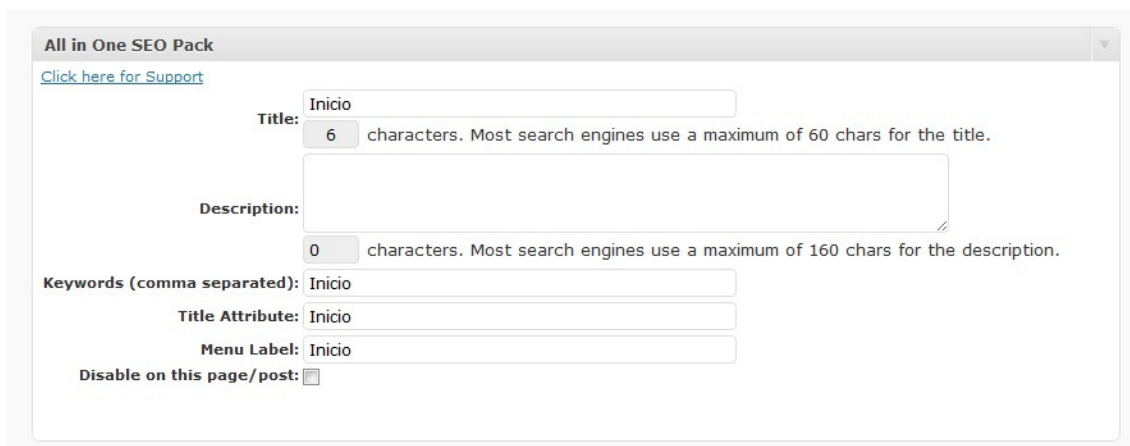 All in One SEO Pack
Click here for Support
Title: Inicio
6 characters. Most search engines use a maximum of 60 chars for the title.
Description:
0 characters. Most search engines use a maximum of 160 chars for the description.
Keywords (comma separated): Inicio
Title Attribute: Inicio
Menu Label: Inicio
Disable on this page/post: